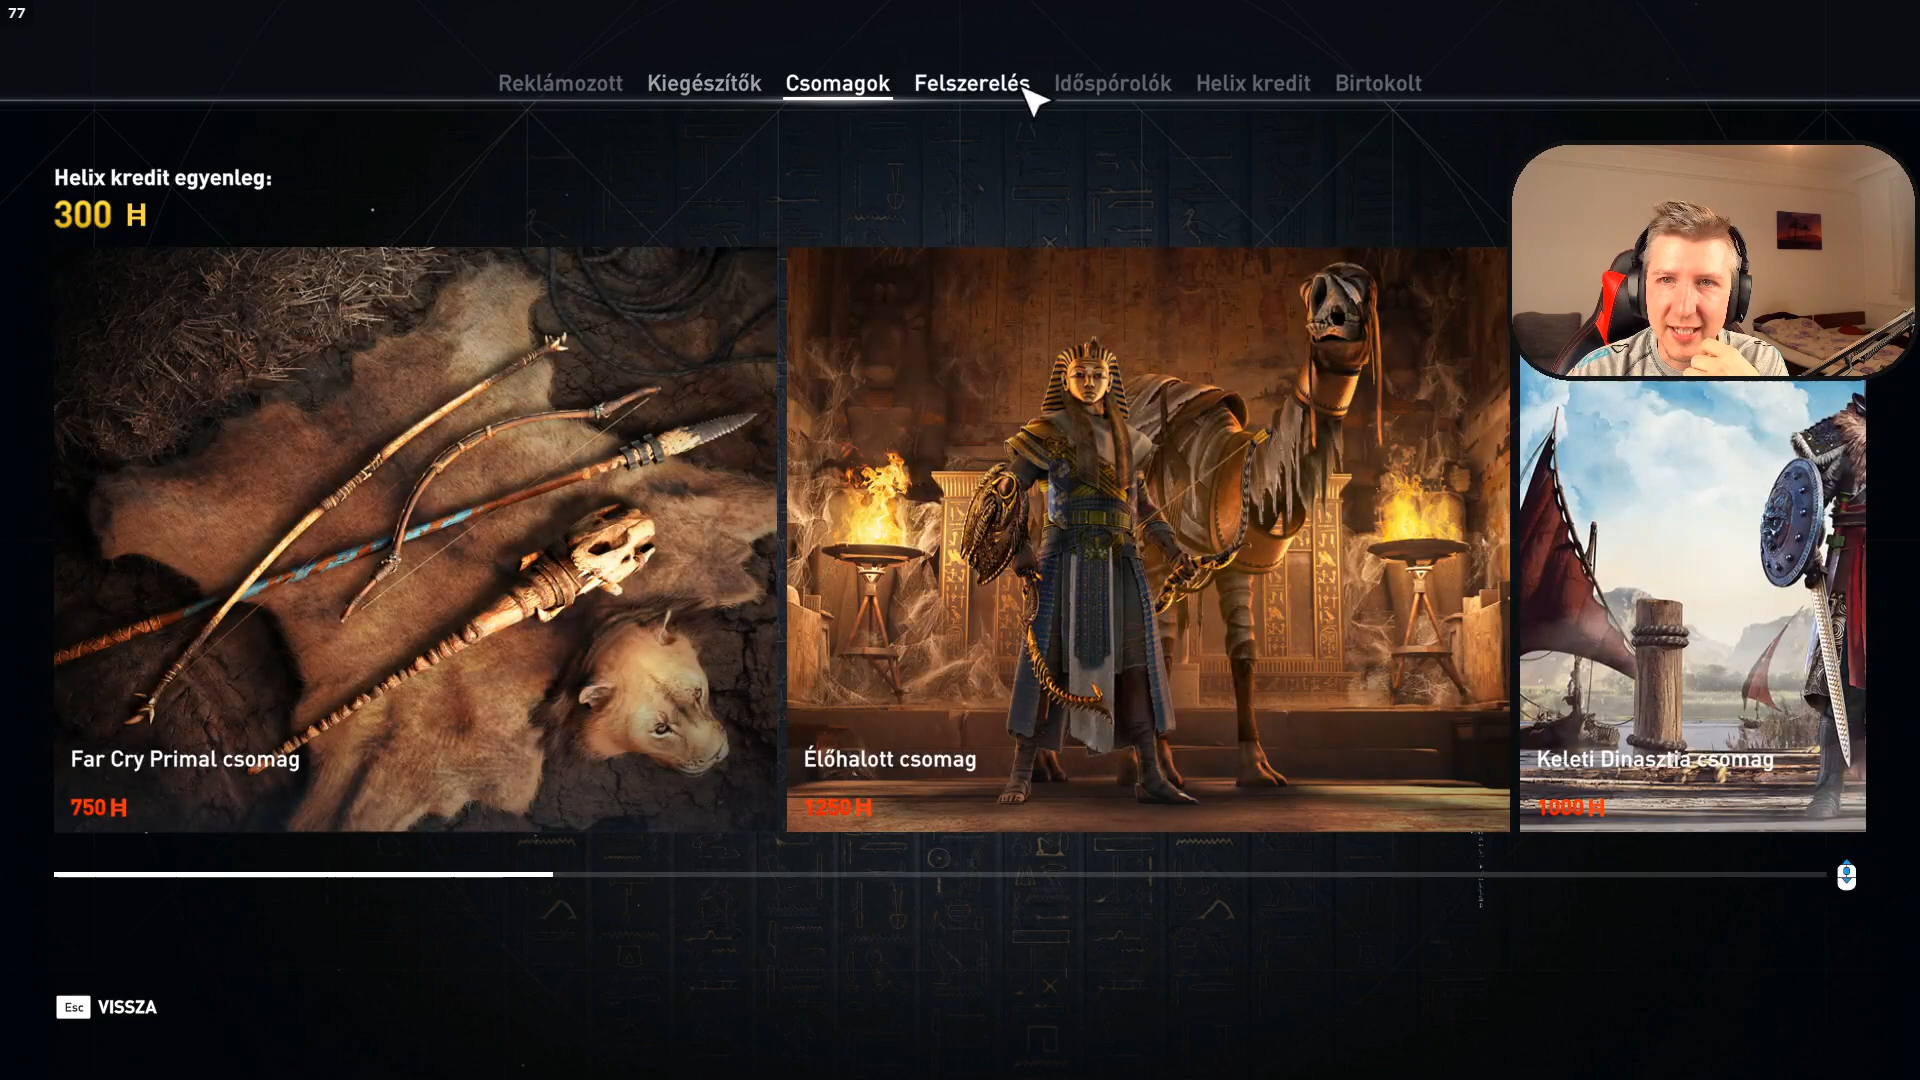 77
Reklámozott Kiegészítők Csomagok Felszerelés Időspórolók Helix kredit Birtokolt
Helix kredit egyenleg:
300 H
Far Cry Primal csomag
750 H
Élőhalott csomag
1250 H
Keleti Dinasztia csomag
1000 H
Esc VISSZA